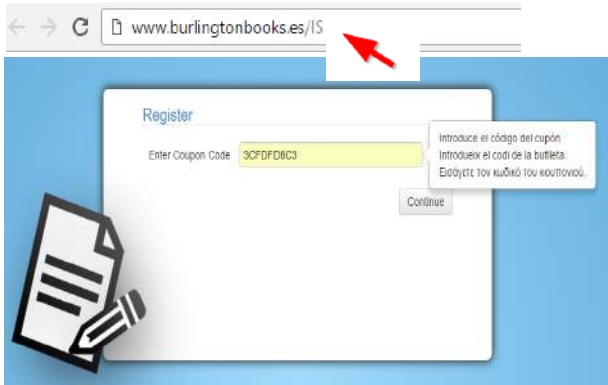 www.burlingtonbooks.es/IS
Register
Enter Coupon Code
3CFDFD8C3
Introduce el código del cupón
Introdueix el codi de la butlleta
Εισάγετε τον κωδικό του κουπονιού.
Continue